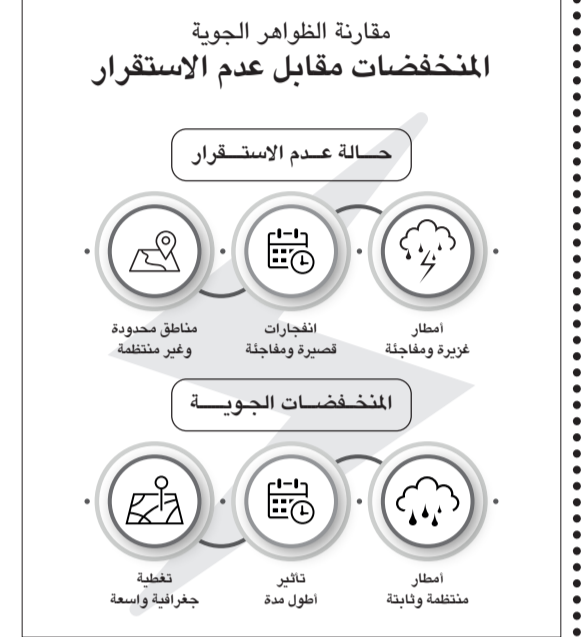 مقارنة الظواهر الجوية
المنخفضات مقابل عدم الاستقرار
حالة عدم الاستقرار
أمطار
غزيرة ومفاجئة
انفجارات
قصيرة ومفاجئة
مناطق محدودة
وغير منتظمة
المنخفضات الجوية
أمطار
منتظمة وثابتة
تأثير
أطول مدة
تغطية
جغرافية واسعة